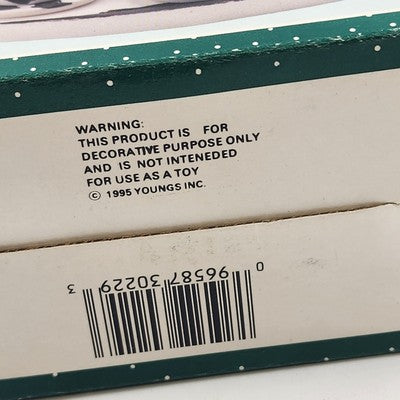 WARNING:
THIS PRODUCT IS FOR
DECORATIVE PURPOSE ONLY
AND IS NOT INTENEDED
FOR USE AS A TOY
© 1995 YOUNGS INC.
0 96587 30229 3